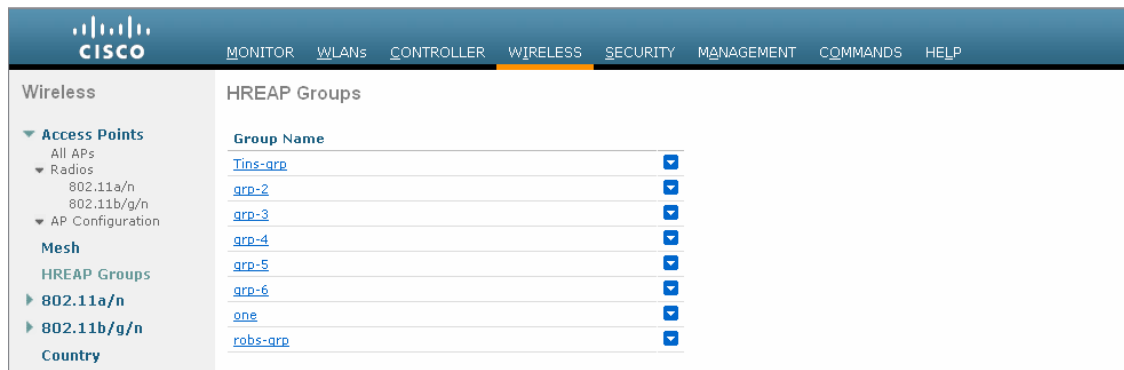 CISCO
MONITOR WLANs CONTROLLER WIRELESS SECURITY MANAGEMENT COMMANDS HELP
Wireless
Access Points
All APs
Radios
802.11a/n
802.11b/g/n
AP Configuration
Mesh
HREAP Groups
802.11a/n
802.11b/g/n
Country
HREAP Groups
Group Name
Tins-grp
grp-2
grp-3
grp-4
grp-5
grp-6
one
robs-grp